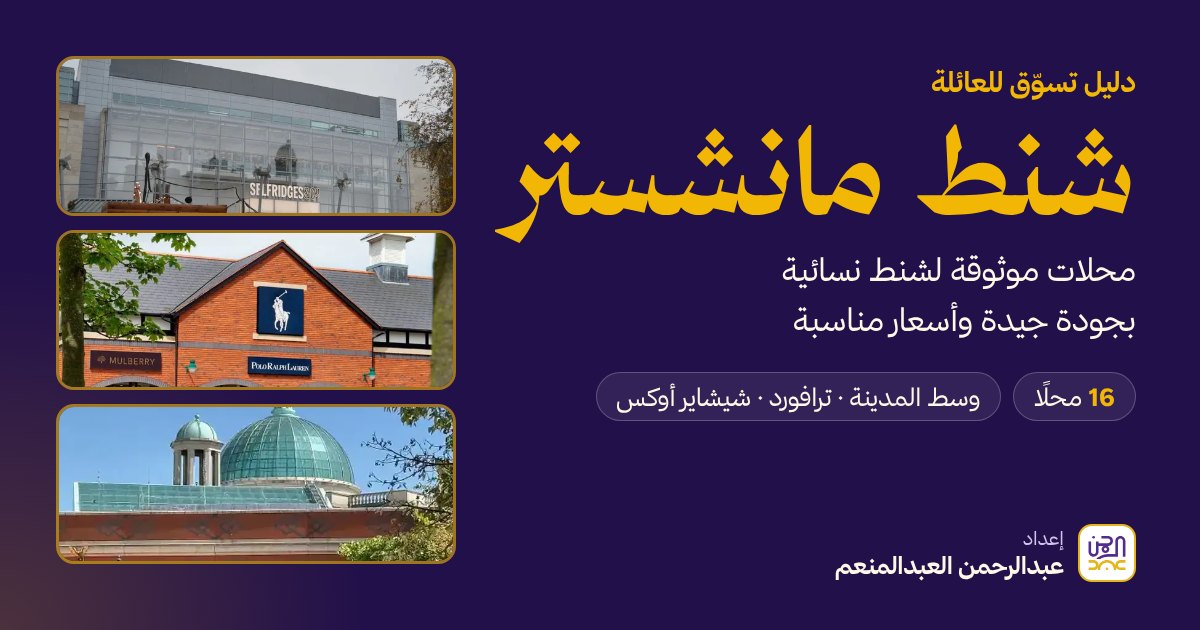 دليل تسوّق للعائلة
شنط مانشستر
محلات موثوقة لشنط نسائية
بجودة جيدة وأسعار مناسبة
16 محلًا
وسط المدينة · ترافورد · شيشاير أوكس
إعداد
عبدالرحمن العبدالمنعم
SELFRIDGES
MULBERRY
POLO RALPH LAUREN